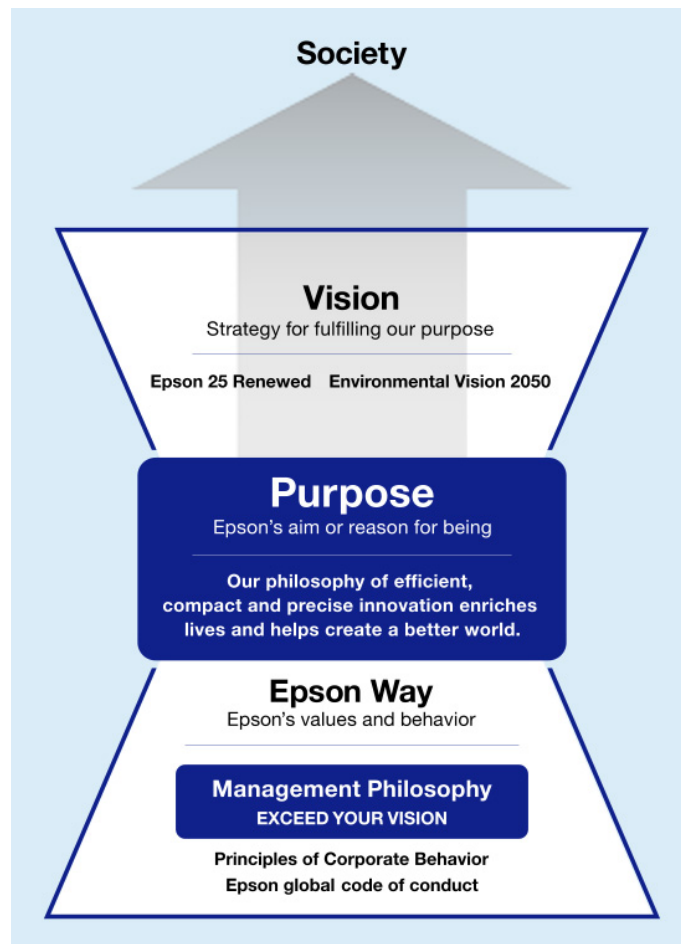 Society
Vision
Strategy for fulfilling our purpose
Epson 25 Renewed Environmental Vision 2050
Purpose
Epson’s aim or reason for being
Our philosophy of efficient,
compact and precise innovation enriches
lives and helps create a better world.
Epson Way
Epson’s values and behavior
Management Philosophy
EXCEED YOUR VISION
Principles of Corporate Behavior
Epson global code of conduct